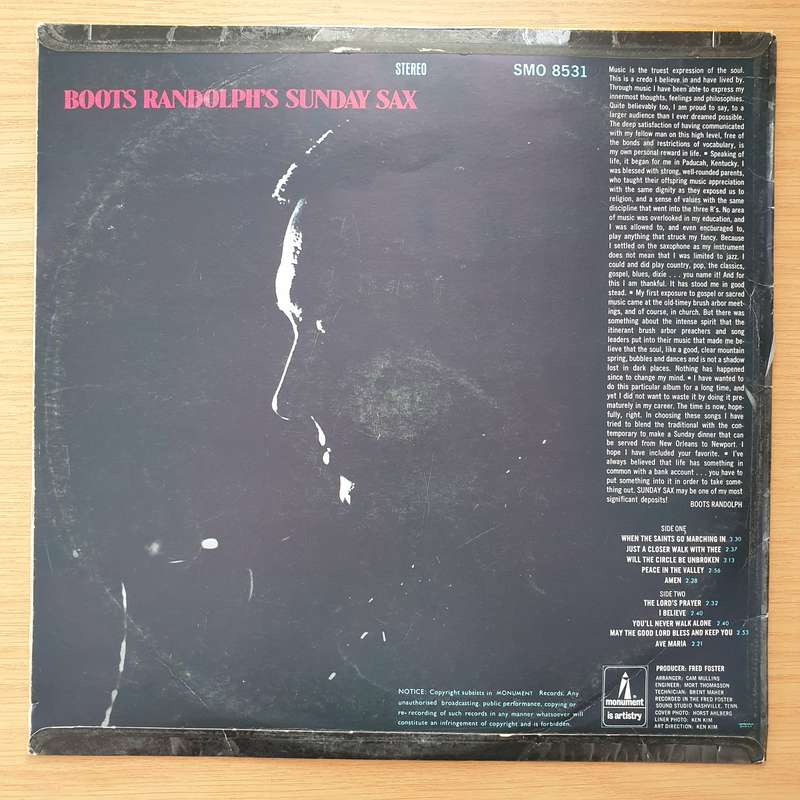 STEREO
SMO 8531
BOOTS RANDOLPH'S SUNDAY SAX
Music is the truest expression of the soul.
This is a credo I believe in and have lived by.
Through music I have been able to express my
innermost thoughts, feelings and philosophies.
Quite believably too, I am proud to say, to a
larger audience than I ever dreamed possible.
The deep satisfaction of having communicated
with my fellow man on this high level, free of
the bonds and restrictions of vocabulary, is
my own personal reward in life. • Speaking of
life, it began for me in Paducah, Kentucky. I
was blessed with strong, well-rounded parents,
who taught their offspring music appreciation
with the same dignity as they exposed us to
religion, and a sense of values with the same
discipline that went into the three R's. No area
of music was overlooked in my education, and
I was allowed to, and even encouraged to,
play anything that struck my fancy. Because
I settled on the saxophone as my instrument
does not mean that I was limited to jazz. I
could and did play country, pop, the classics,
gospel, blues, dixie . . . you name it! And for
this I am thankful. It has stood me in good
stead. • My first exposure to gospel or sacred
music came at the old-timey brush arbor meet-
ings, and of course, in church. But there was
something about the intense spirit that the
itinerant brush arbor preachers and song
leaders put into their music that made me be-
lieve that the soul, like a good, clear mountain
spring, bubbles and dances and is not a shadow
lost in dark places. Nothing has happened
since to change my mind. • I have wanted to
do this particular album for a long time, and
yet I did not want to waste it by doing it pre-
maturely in my career. The time is now, hope-
fully, right. In choosing these songs I have
tried to blend the traditional with the con-
temporary to make a Sunday dinner that can
be served from New Orleans to Newport. I
hope I have included your favorite. • I've
always believed that life has something in
common with a bank account . . . you have to
put something into it in order to take some-
thing out. SUNDAY SAX may be one of my most
significant deposits!
BOOTS RANDOLPH
SIDE ONE
WHEN THE SAINTS GO MARCHING IN 3:30
JUST A CLOSER WALK WITH THEE 2:37
WILL THE CIRCLE BE UNBROKEN 3:13
PEACE IN THE VALLEY 2:56
AMEN 2:28
SIDE TWO
THE LORD'S PRAYER 2:32
I BELIEVE 2:40
YOU'LL NEVER WALK ALONE 2:40
MAY THE GOOD LORD BLESS AND KEEP YOU 2:53
AVE MARIA 2:21
monument
is artistry
PRODUCER: FRED FOSTER
ARRANGER: CAM MULLINS
ENGINEER: MORT THOMASSON
TECHNICIAN: BRENT MAHER
RECORDED IN THE FRED FOSTER
SOUND STUDIO NASHVILLE, TENN.
COVER PHOTO: HORST AHLBERG
LINER PHOTO: KEN KIM
ART DIRECTION: KEN KIM
NOTICE: Copyright subsists in MONUMENT Records. Any
unauthorised broadcasting, public performance, copying or
re-recording of such records in any manner whatsoever will
constitute an infringement of copyright and is forbidden.